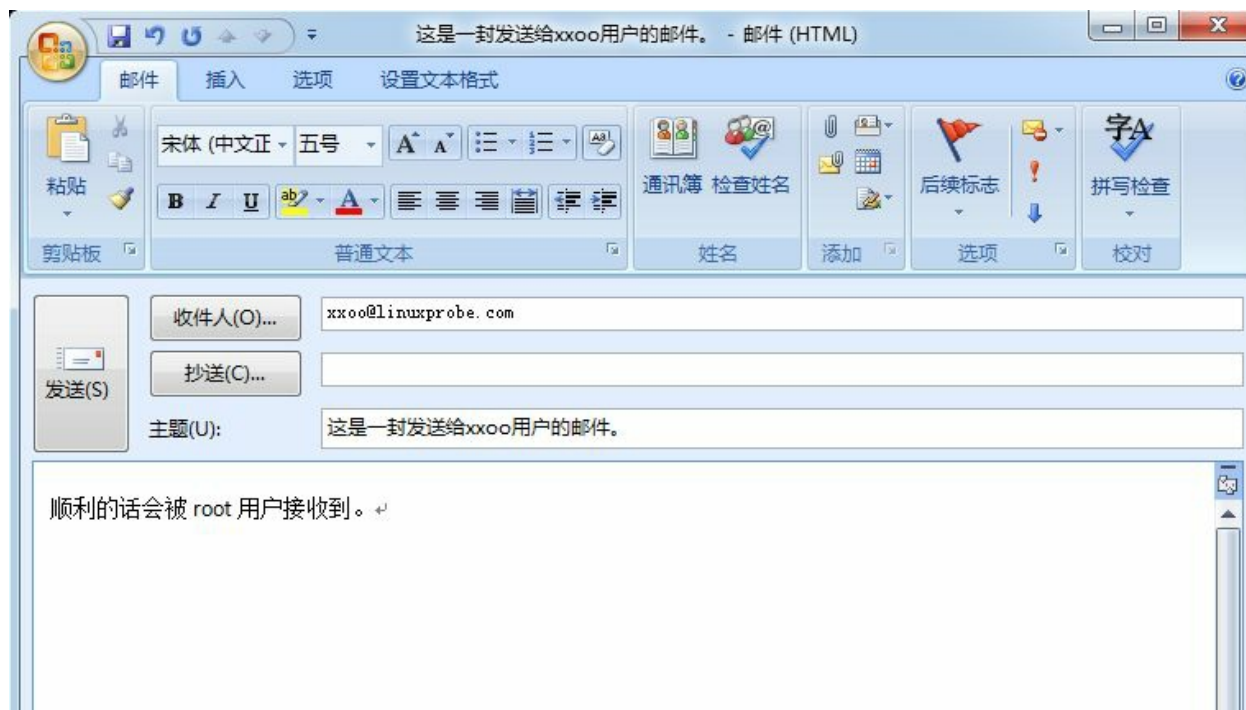 这是一封发送给xxoo用户的邮件。 - 邮件 (HTML)
邮件 插入 选项 设置文本格式
宋体 (中文正 五号 A A
粘贴 B I U ab A 通讯簿 检查姓名 后续标志 字A 拼写检查
剪贴板 普通文本 姓名 添加 选项 校对
收件人(O)... xxoo@linuxprobe.com
发送(S) 抄送(C)...
主题(U): 这是一封发送给xxoo用户的邮件。
顺利的话会被 root 用户接收到。